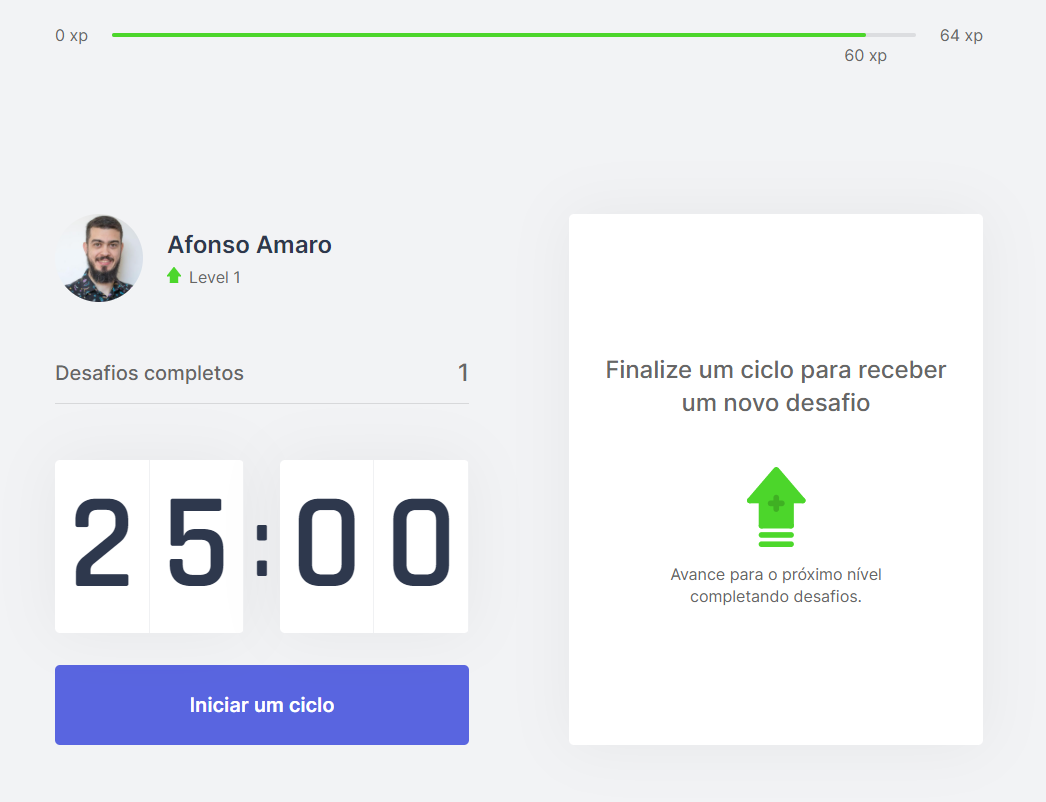 0 xp
64 xp
60 xp
Afonso Amaro
Level 1
Desafios completos
1
25:00
Iniciar um ciclo
Finalize um ciclo para receber
um novo desafio
Avance para o próximo nível
completando desafios.